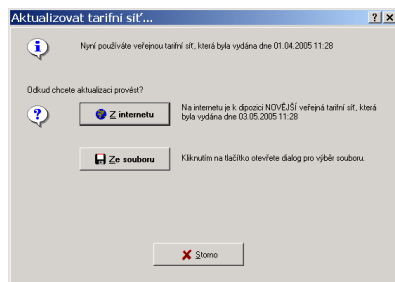 Aktualizovat tarifní síť...
Nyní používáte veřejnou tarifní síť, která byla vydána dne 01.04.2005 11:28
Odkud chcete aktualizaci provést?
Z internetu
Na internetu je k dipozici NOVĚJŠÍ veřejná tarifní síť, která
byla vydána dne 03.05.2005 11:28
Ze souboru
Kliknutím na tlačítko otevřete dialog pro výběr souboru.
Storno